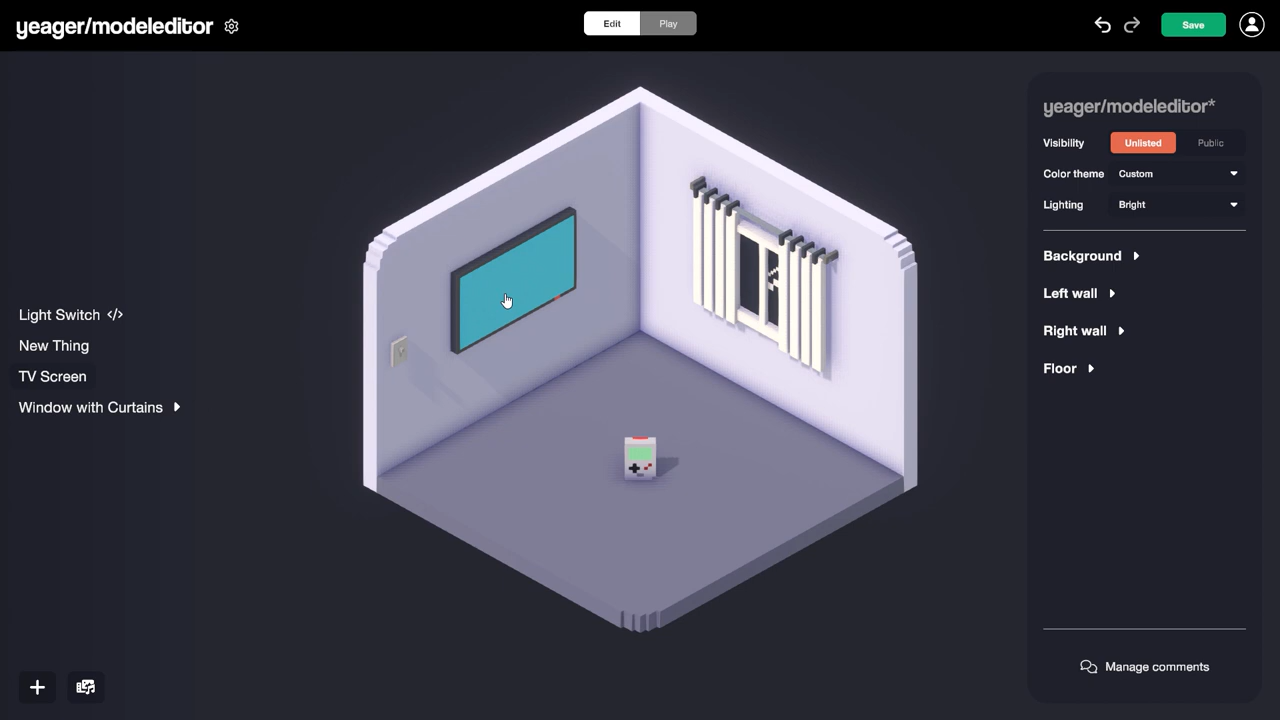 yeager/modeleditor
Edit
Play
Save
Light Switch </>
New Thing
TV Screen
Window with Curtains
yeager/modeleditor*
Visibility
Unlisted
Public
Color theme
Custom
Lighting
Bright
Background
Left wall
Right wall
Floor
Manage comments